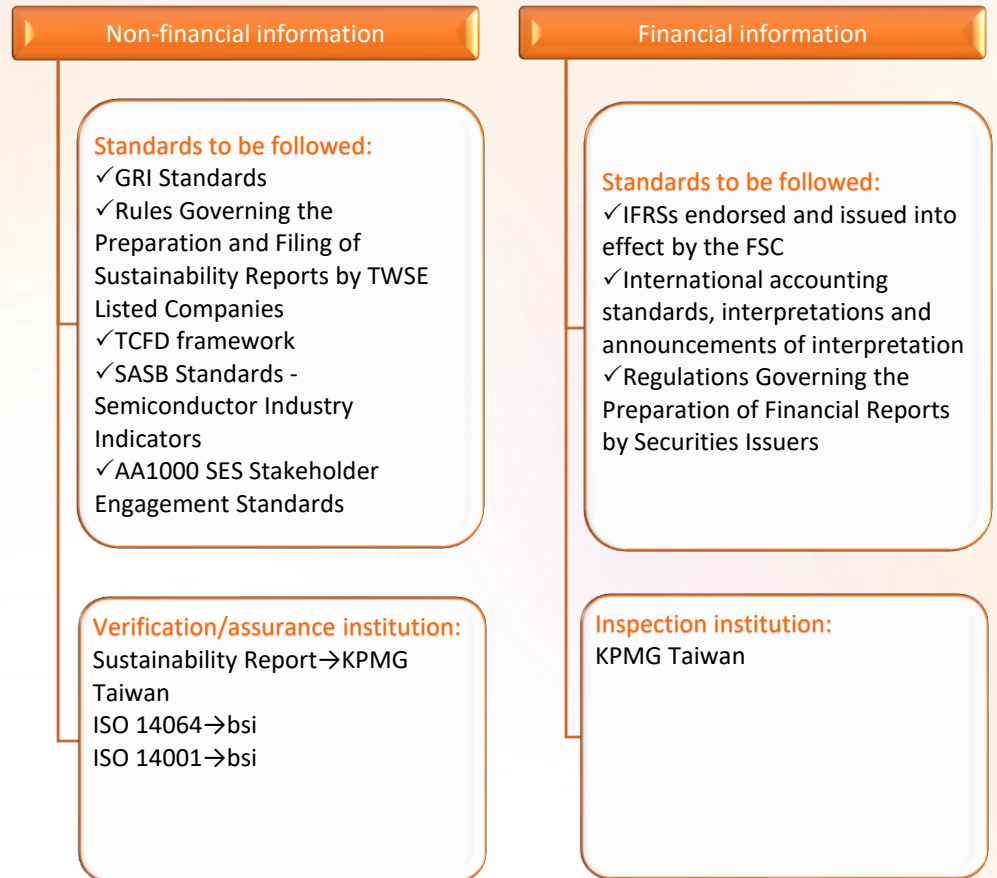 Non-financial information
Standards to be followed:
✓GRI Standards
✓Rules Governing the
Preparation and Filing of
Sustainability Reports by TWSE
Listed Companies
✓TCFD framework
✓SASB Standards -
Semiconductor Industry
Indicators
✓AA1000 SES Stakeholder
Engagement Standards
Verification/assurance institution:
Sustainability Report→KPMG
Taiwan
ISO 14064→bsi
ISO 14001→bsi
Financial information
Standards to be followed:
✓IFRSs endorsed and issued into
effect by the FSC
✓International accounting
standards, interpretations and
announcements of interpretation
✓Regulations Governing the
Preparation of Financial Reports
by Securities Issuers
Inspection institution:
KPMG Taiwan